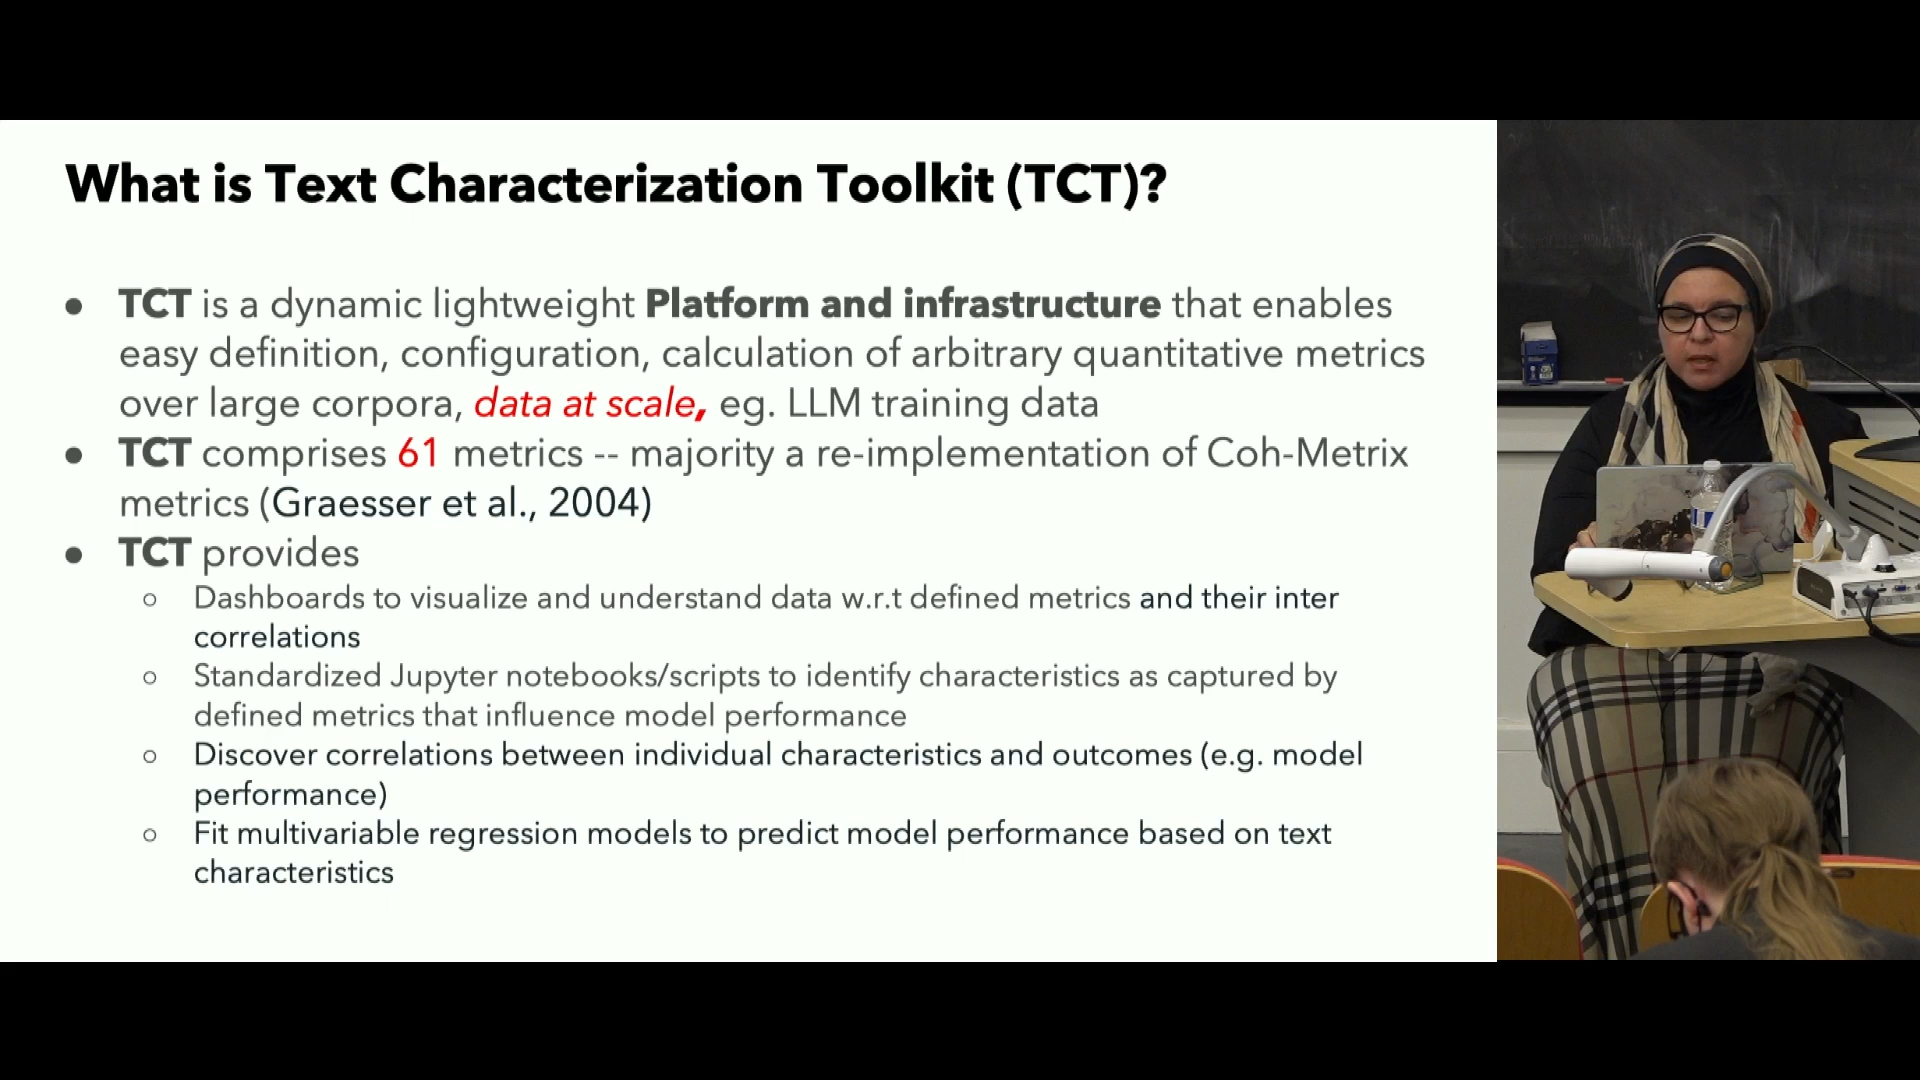 What is Text Characterization Toolkit (TCT)?
● TCT is a dynamic lightweight Platform and infrastructure that enables
easy definition, configuration, calculation of arbitrary quantitative metrics
over large corpora, data at scale, eg. LLM training data
● TCT comprises 61 metrics -- majority a re-implementation of Coh-Metrix
metrics (Graesser et al., 2004)
● TCT provides
○ Dashboards to visualize and understand data w.r.t defined metrics and their inter
correlations
○ Standardized Jupyter notebooks/scripts to identify characteristics as captured by
defined metrics that influence model performance
○ Discover correlations between individual characteristics and outcomes (e.g. model
performance)
○ Fit multivariable regression models to predict model performance based on text
characteristics